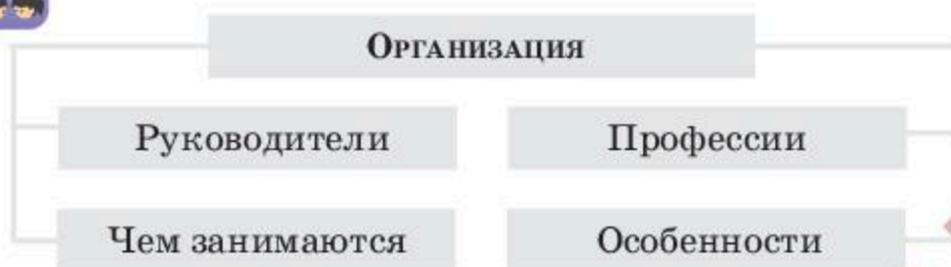 Организация
Руководители
Профессии
Чем занимаются
Особенности